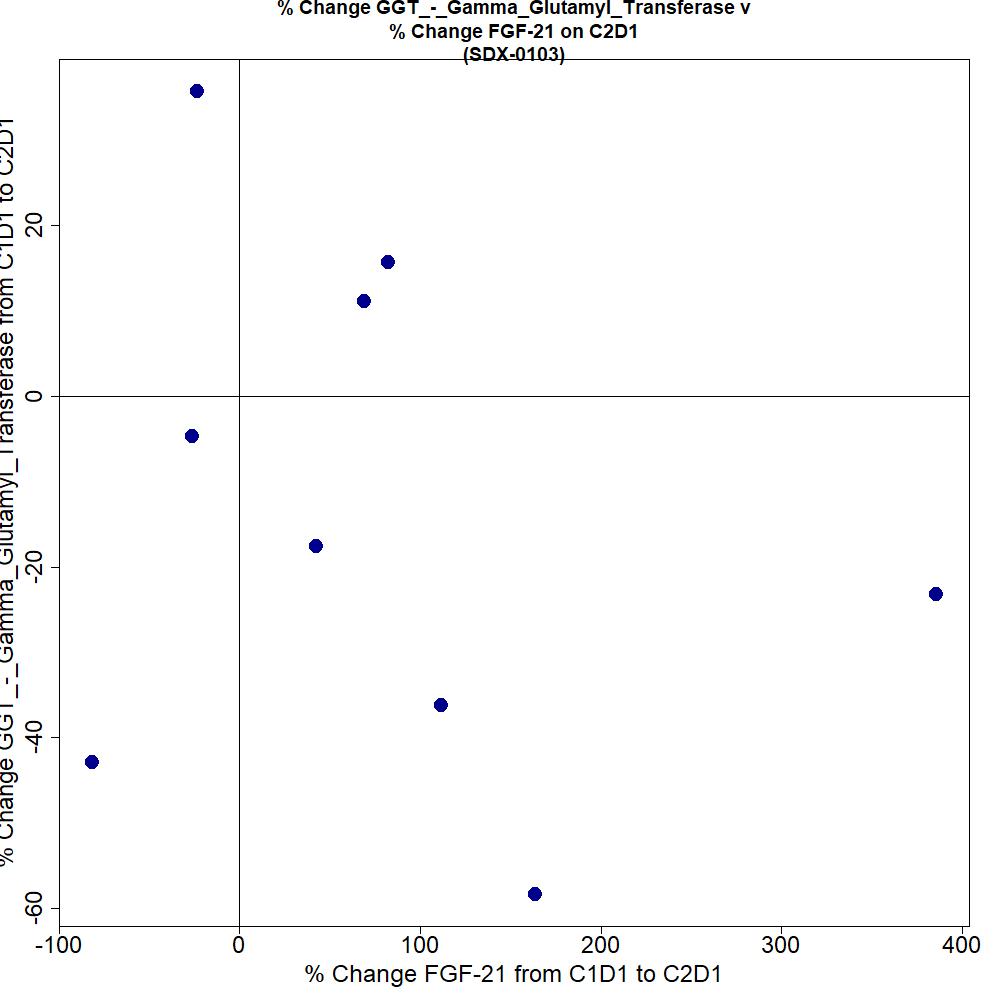 % Change GGT_-_Gamma_Glutamyl_Transferase v
% Change FGF-21 on C2D1
(SDX-0103)
% Change GGT_-_Gamma_Glutamyl_Transferase from C1D1 to C2D1
20
0
-20
-40
-60
-100
0
100
200
300
400
% Change FGF-21 from C1D1 to C2D1